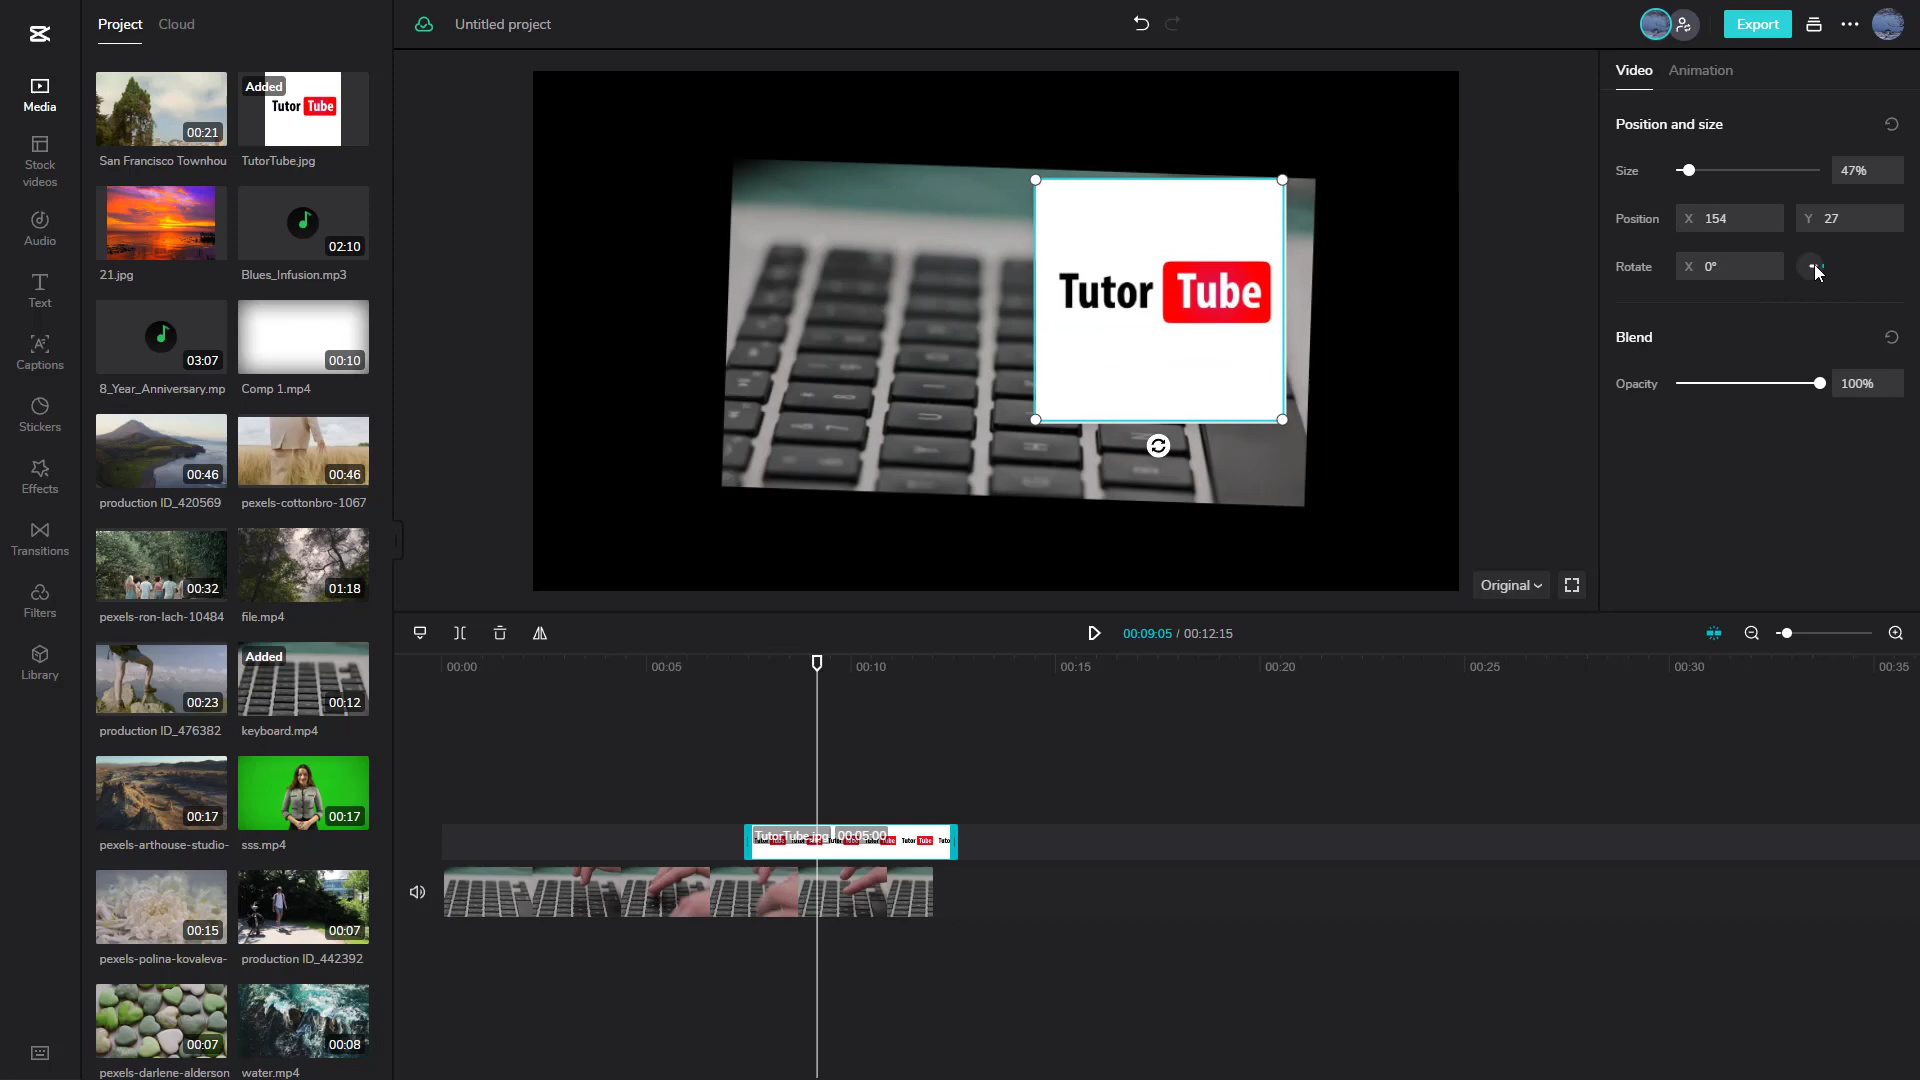 Project Cloud
Untitled project
Export
Media
Stock
videos
Audio
Text
Captions
Stickers
Effects
Transitions
Filters
Library
00:21
San Francisco Townhou
Added
Tutor Tube
TutorTube.jpg
21.jpg
02:10
Blues_Infusion.mp3
03:07
8_Year_Anniversary.mp
00:10
Comp 1.mp4
00:46
production ID_420569
00:46
pexels-cottonbro-1067
00:32
pexels-ron-lach-10484
01:18
file.mp4
00:23
production ID_476382
Added
00:12
keyboard.mp4
00:17
pexels-arthouse-studio-
00:17
sss.mp4
00:15
pexels-polina-kovaleva-
00:07
production ID_442392
00:07
pexels-darlene-alderson
00:08
water.mp4
Tutor Tube
Original
Video Animation
Position and size
Size 47%
Position X 154 Y 27
Rotate X 0°
Blend
Opacity 100%
00:09:05 / 00:12:15
00:00 00:05 00:10 00:15 00:20 00:25 00:30 00:35
TutorTube.jpg 00:05:00